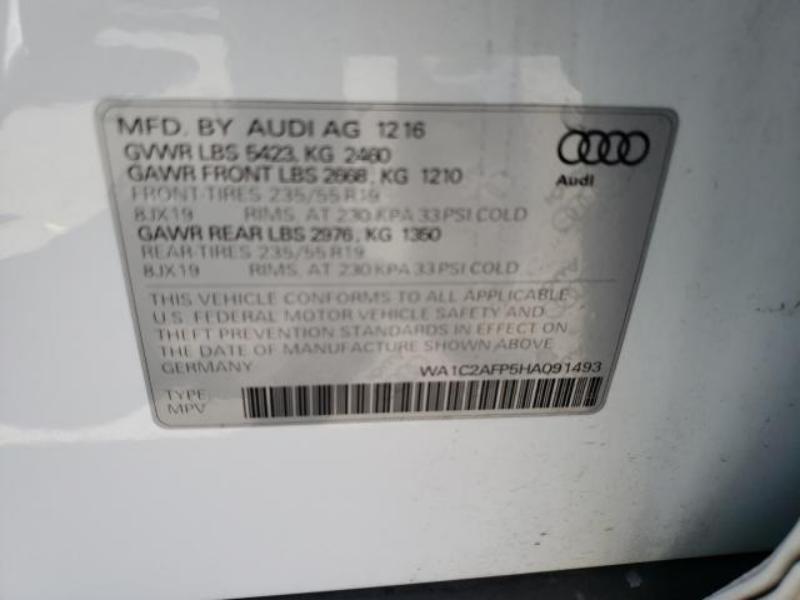 MFD. BY AUDI AG 12 16
GVWR LBS 5423, KG 2460
GAWR FRONT LBS 2668, KG 1210
FRONT-TIRES 235/55 R19
8JX19 RIMS, AT 230 KPA 33 PSI COLD
GAWR REAR LBS 2976, KG 1350
REAR-TIRES 235/55 R19
8JX19 RIMS, AT 230 KPA 33 PSI COLD
Audi
THIS VEHICLE CONFORMS TO ALL APPLICABLE
U.S. FEDERAL MOTOR VEHICLE SAFETY AND
THEFT PREVENTION STANDARDS IN EFFECT ON
THE DATE OF MANUFACTURE SHOWN ABOVE.
GERMANY WA1C2AFP5HA091493
TYPE
MPV